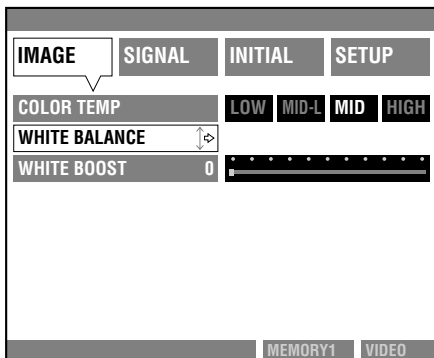 IMAGE SIGNAL INITIAL SETUP
COLOR TEMP LOW MID-L MID HIGH
WHITE BALANCE
WHITE BOOST 0
MEMORY1 VIDEO